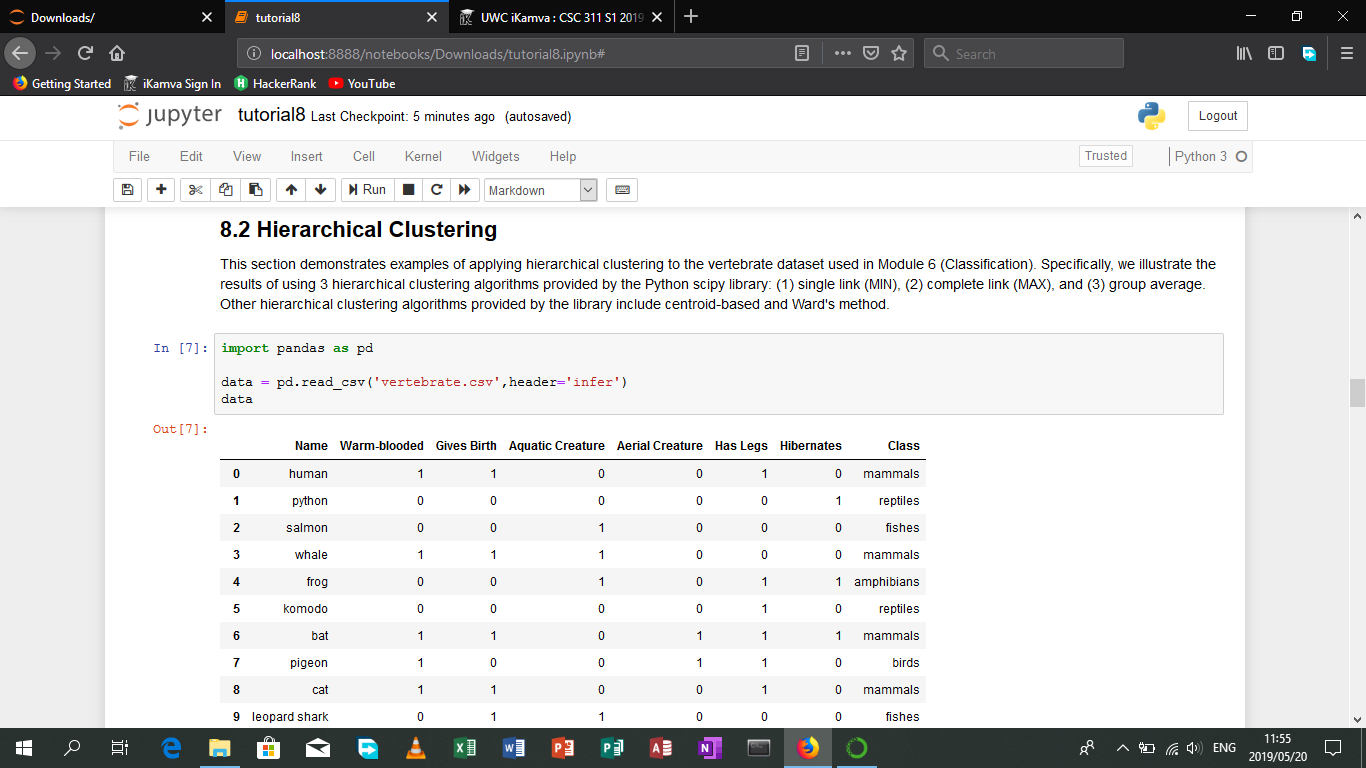 Downloads/
tutorial8
UWC iKamva : CSC 311 S1 2019
localhost:8888/notebooks/Downloads/tutorial8.ipynb#
Search
Getting Started
iKamva Sign In
HackerRank
YouTube
jupyter tutorial8 Last Checkpoint: 5 minutes ago (autosaved)
Logout
File Edit View Insert Cell Kernel Widgets Help
Trusted
Python 3
Run
Markdown
8.2 Hierarchical Clustering
This section demonstrates examples of applying hierarchical clustering to the vertebrate dataset used in Module 6 (Classification). Specifically, we illustrate the
results of using 3 hierarchical clustering algorithms provided by the Python scipy library: (1) single link (MIN), (2) complete link (MAX), and (3) group average.
Other hierarchical clustering algorithms provided by the library include centroid-based and Ward's method.
In [7]: import pandas as pd
data = pd.read_csv('vertebrate.csv',header='infer')
data
Out[7]:
Name Warm-blooded Gives Birth Aquatic Creature Aerial Creature Has Legs Hibernates Class
0 human 1 1 0 0 1 0 mammals
1 python 0 0 0 0 0 1 reptiles
2 salmon 0 0 1 0 0 0 fishes
3 whale 1 1 1 0 0 0 mammals
4 frog 0 0 1 0 1 1 amphibians
5 komodo 0 0 0 0 1 0 reptiles
6 bat 1 1 0 1 1 1 mammals
7 pigeon 1 0 0 1 1 0 birds
8 cat 1 1 0 0 1 0 mammals
9 leopard shark 0 1 1 0 0 0 fishes
ENG
11:55
2019/05/20